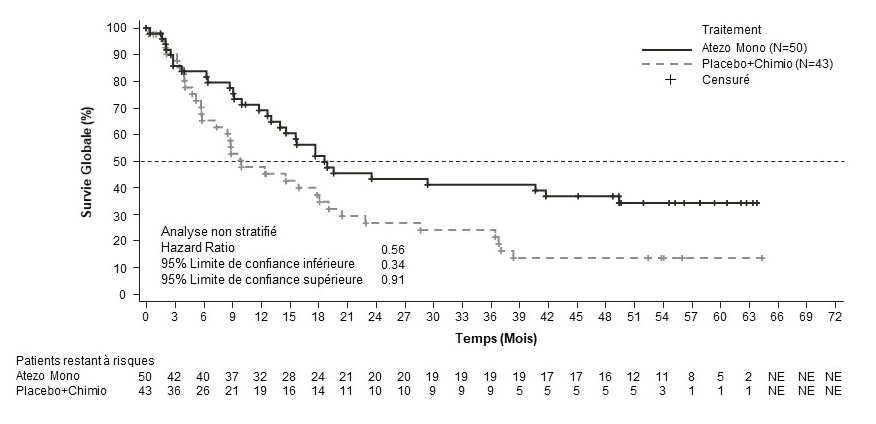 Traitement
Atezo Mono (N=50)
Placebo+Chimio (N=43)
Censuré
Survie Globale (%)
100
90
80
70
60
50
40
30
20
10
0
Analyse non stratifié
Hazard Ratio 0.56
95% Limite de confiance inférieure 0.34
95% Limite de confiance supérieure 0.91
0 3 6 9 12 15 18 21 24 27 30 33 36 39 42 45 48 51 54 57 60 63 66 69 72
Temps (Mois)
Patients restant à risques
Atezo Mono 50 42 40 37 32 28 24 21 20 20 19 19 19 19 17 17 16 12 11 8 5 2 NE NE NE
Placebo+Chimio 43 36 26 21 19 16 14 11 10 10 9 9 9 5 5 5 5 5 3 1 1 1 NE NE NE